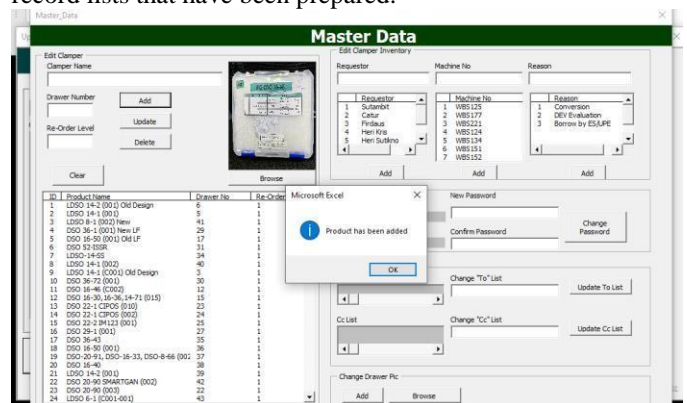 record lists that have been prepared.
Master_Data
Master Data
Edit Clamper
Clamper Name
Drawer Number
Add
Re-Order Level
Update
Delete
Clear
Browse
Edit Clamper Inventory
Requestor
Machine No
Reason
Requestor
1 Sutambit
2 Catur
3 Firdaus
4 Heri Kris
5 Heri Sutikno
Machine No
1 WBS125
2 WBS177
3 WBS221
4 WBS124
5 WBS134
6 WBS151
7 WBS152
Reason
1 Conversion
2 DEV Evaluation
3 Borrow by ES/UPE
Add
Add
Add
ID Product Name Drawer No Re-Order
1 LDSO 14-2 (001) Old Design 6 1
2 LDSO 14-1 (001) 5 1
3 LDSO 8-1 (002) New 41 1
4 DSO 36-1 (001) New LF 29 1
5 DSO 16-50 (001) Old LF 17 1
6 DSO 52-ISSR 31 1
7 LDSO-14-SS 34 1
8 LDSO 14-1 (002) 40 1
9 LDSO 14-1 (C001) Old Design 3 1
10 DSO 36-72 (001) 30 1
11 DSO 16-46 (C002) 12 1
12 DSO 16-30,16-36,14-71 (015) 15 1
13 DSO 22-1 CIPOS (010) 23 1
14 DSO 22-1 CIPOS (002) 24 1
15 DSO 22-2 IM123 (001) 25 1
16 DSO 29-1 (001) 27 1
17 DSO 36-43 35 1
18 DSO 16-50 (001) 36 1
19 DSO-20-91, DSO-16-33, DSO-8-66 (002 37 1
20 DSO 16-40 38 1
21 LDSO 14-2 (001) 39 1
22 DSO 20-90 SMARTGAN (002) 42 1
23 DSO 20-90 (003) 22 1
24 LDSO 6-1 (C001-001) 43 1
Microsoft Excel
Product has been added
OK
New Password
Confirm Password
Change Password
Change "To" List
Update To List
Cc List
Change "Cc" List
Update Cc List
Change Drawer Pic
Add
Browse